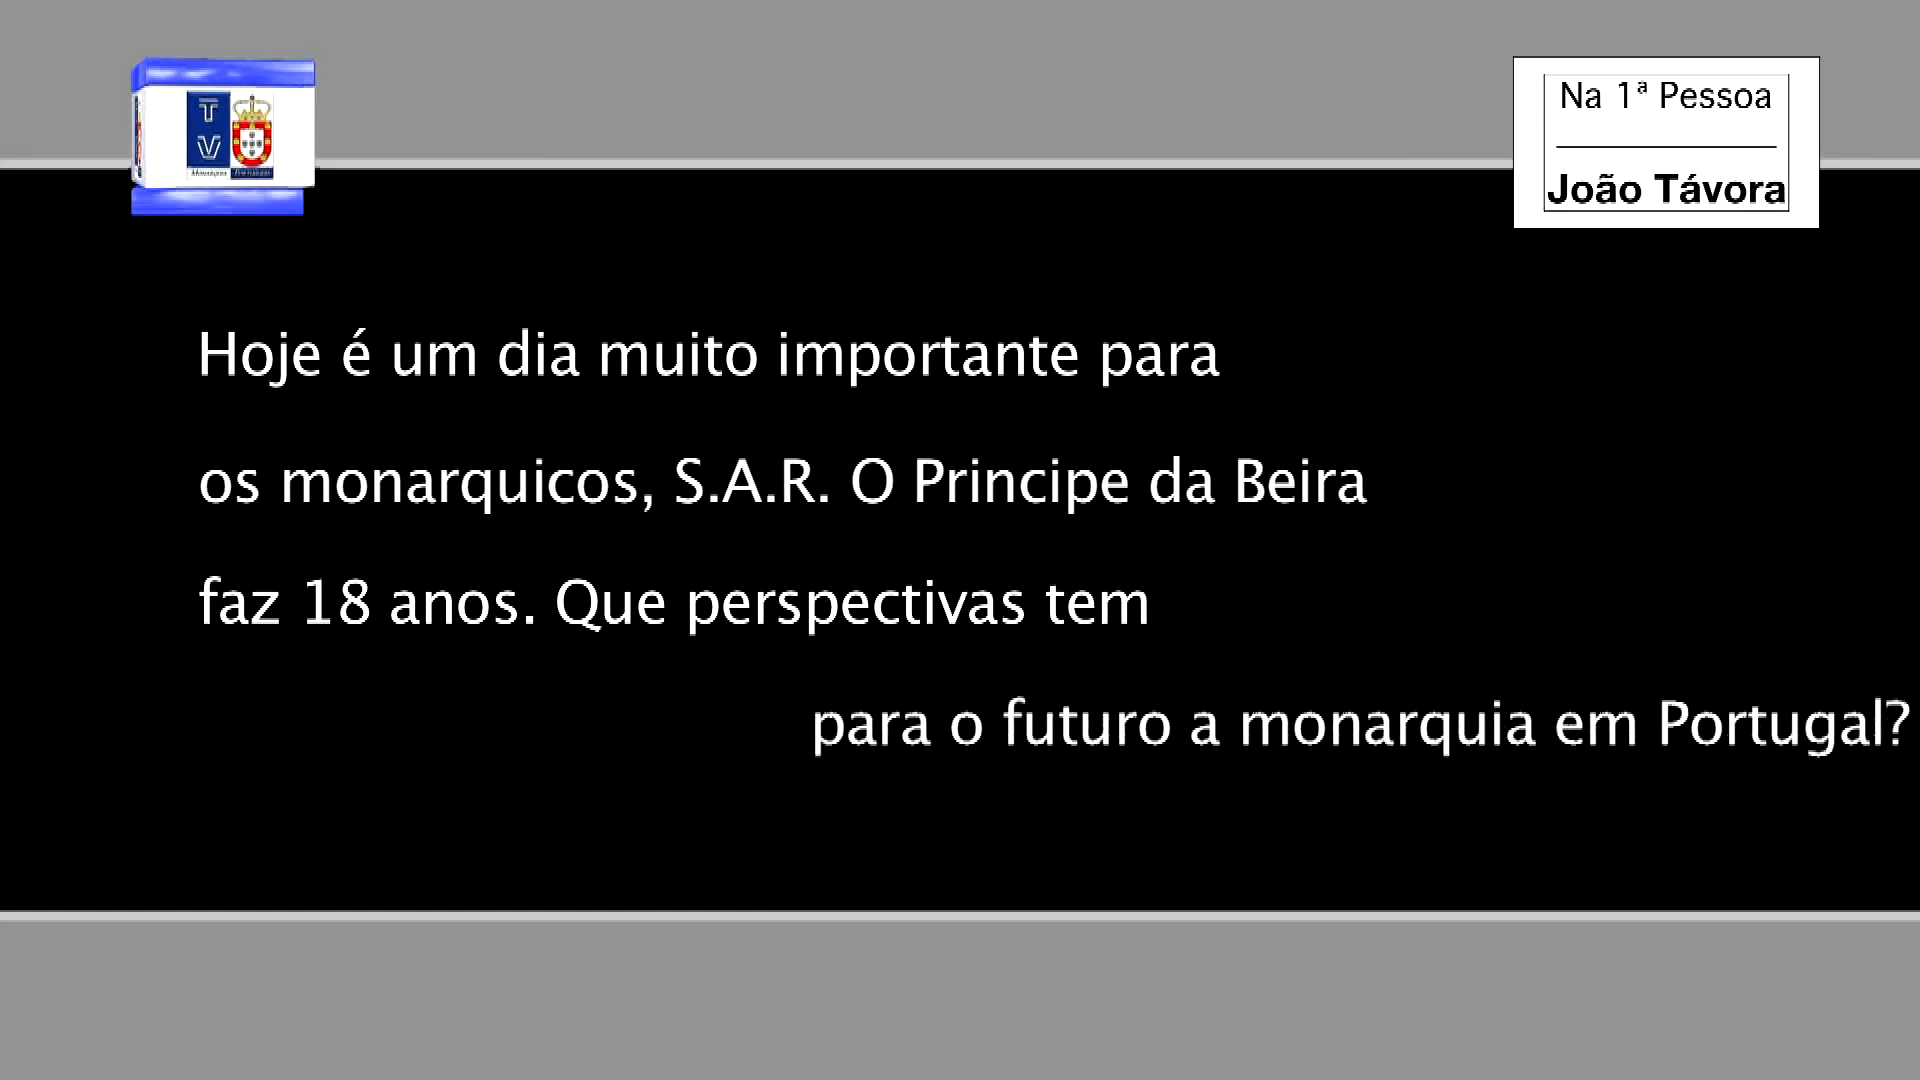 T
V
Na 1ª Pessoa
João Távora
Hoje é um dia muito importante para
os monarquicos, S.A.R. O Principe da Beira
faz 18 anos. Que perspectivas tem
para o futuro a monarquia em Portugal?